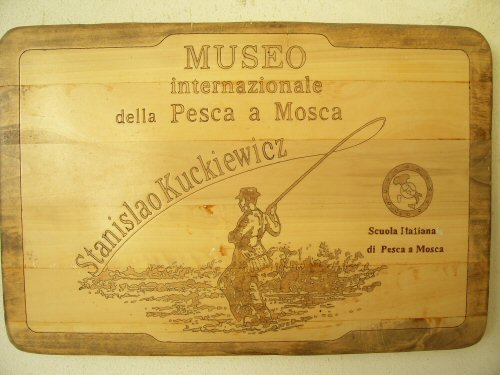 MUSEO
internazionale
della Pesca a Mosca
Stanislao Kuckiewicz
Scuola Italiana
di Pesca a Mosca